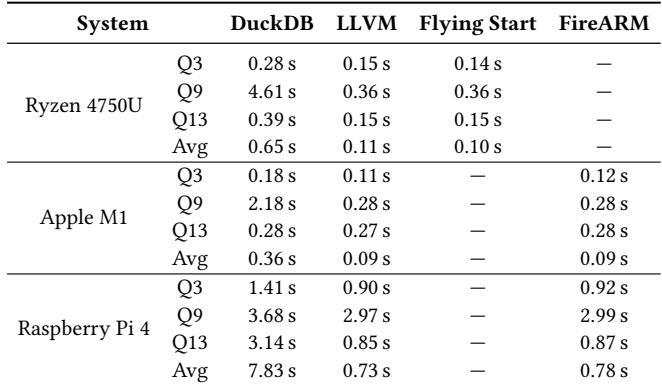 System DuckDB LLVM Flying Start FireARM
Ryzen 4750U
Q3 0.28 s 0.15 s 0.14 s —
Q9 4.61 s 0.36 s 0.36 s —
Q13 0.39 s 0.15 s 0.15 s —
Avg 0.65 s 0.11 s 0.10 s —
Apple M1
Q3 0.18 s 0.11 s — 0.12 s
Q9 2.18 s 0.28 s — 0.28 s
Q13 0.28 s 0.27 s — 0.28 s
Avg 0.36 s 0.09 s — 0.09 s
Raspberry Pi 4
Q3 1.41 s 0.90 s — 0.92 s
Q9 3.68 s 2.97 s — 2.99 s
Q13 3.14 s 0.85 s — 0.87 s
Avg 7.83 s 0.73 s — 0.78 s